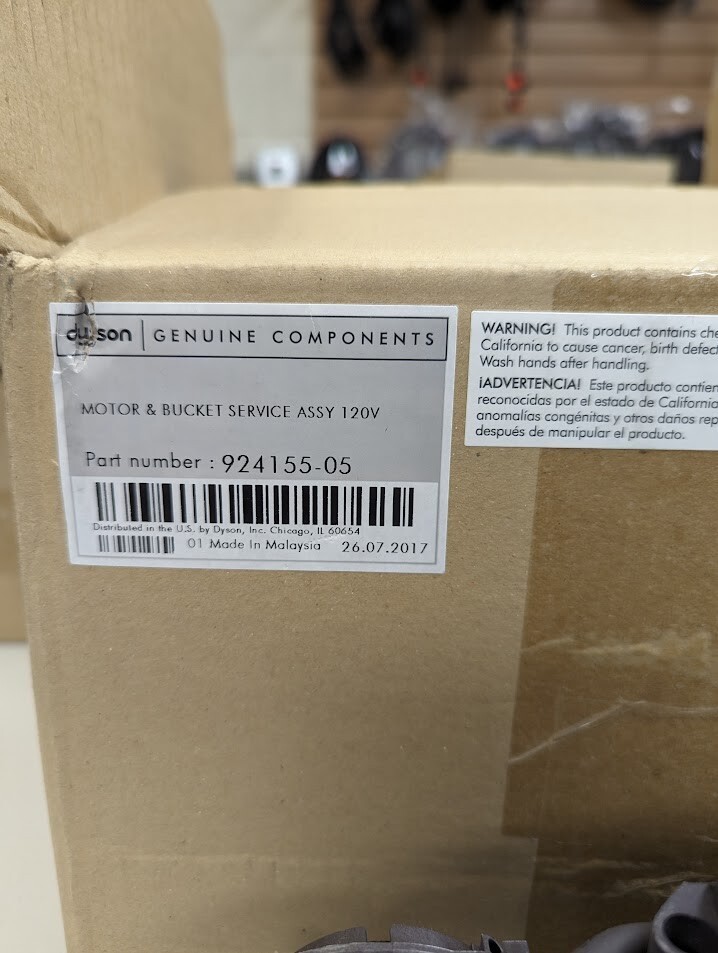 dyson | GENUINE COMPONENTS
MOTOR & BUCKET SERVICE ASSY 120V
Part number : 924155-05
Distributed in the U.S. by Dyson, Inc. Chicago, IL 60654
01 Made in Malaysia 26.07.2017
WARNING! This product contains
California to cause cancer, birth
Wash hands after handling.
¡ADVERTENCIA! Este producto
reconocidas por el estado de California
anomalías congénitas y otros daños
después de manipular el producto.